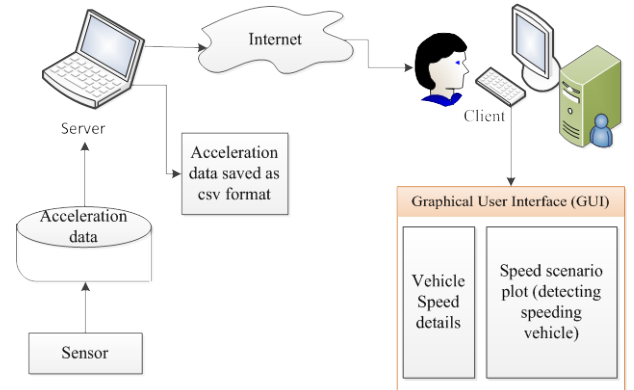 Internet
Server
Client
Acceleration
data saved as
csv format
Acceleration
data
Sensor
Graphical User Interface (GUI)
Vehicle
Speed
details
Speed scenario
plot (detecting
speeding
vehicle)